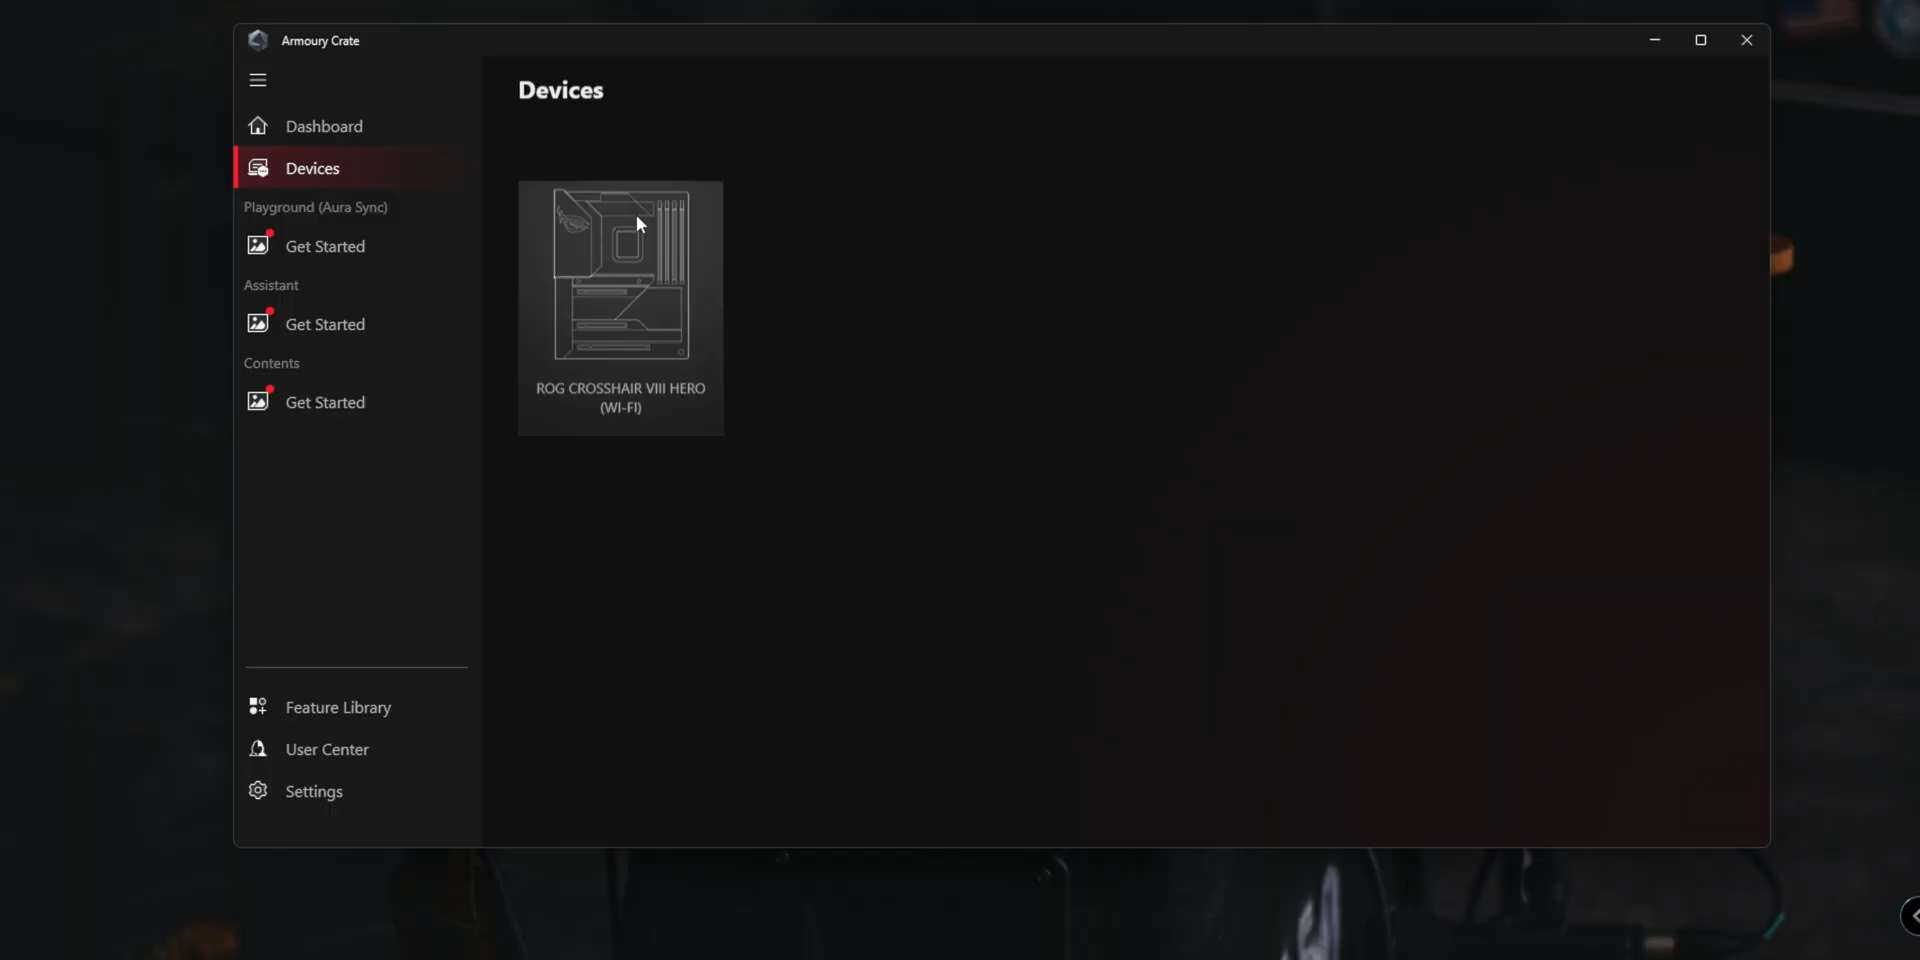 Armoury Crate
Devices
Dashboard
Devices
Playground (Aura Sync)
Get Started
Assistant
Get Started
Contents
Get Started
ROG CROSSHAIR VIII HERO
(WI-FI)
Feature Library
User Center
Settings